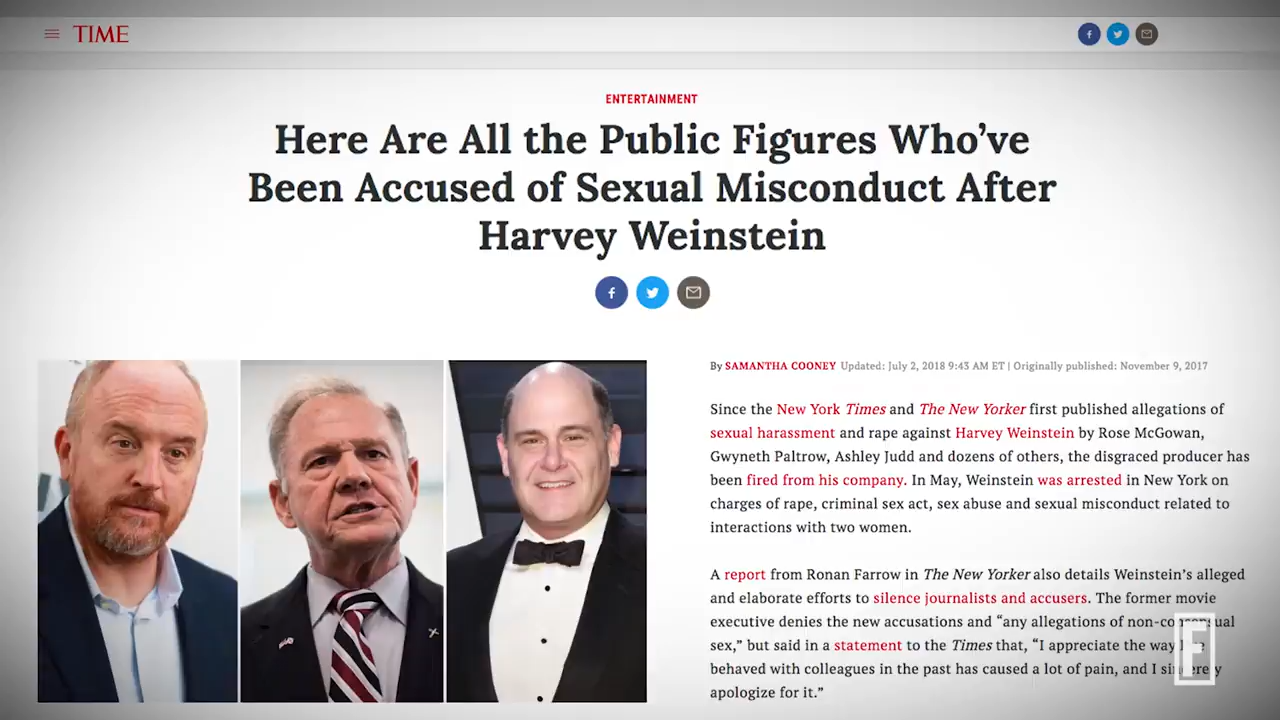 TIME
ENTERTAINMENT
Here Are All the Public Figures Who’ve
Been Accused of Sexual Misconduct After
Harvey Weinstein
By SAMANTHA COONEY Updated: July 2, 2018 9:43 AM ET | Originally published: November 9, 2017
Since the New York Times and The New Yorker first published allegations of
sexual harassment and rape against Harvey Weinstein by Rose McGowan,
Gwyneth Paltrow, Ashley Judd and dozens of others, the disgraced producer has
been fired from his company. In May, Weinstein was arrested in New York on
charges of rape, criminal sex act, sex abuse and sexual misconduct related to
interactions with two women.
A report from Ronan Farrow in The New Yorker also details Weinstein’s alleged
and elaborate efforts to silence journalists and accusers. The former movie
executive denies the new accusations and “any allegations of non-consensual
sex,” but said in a statement to the Times that, “I appreciate the way I’ve
behaved with colleagues in the past has caused a lot of pain, and I sincerely
apologize for it.”
F